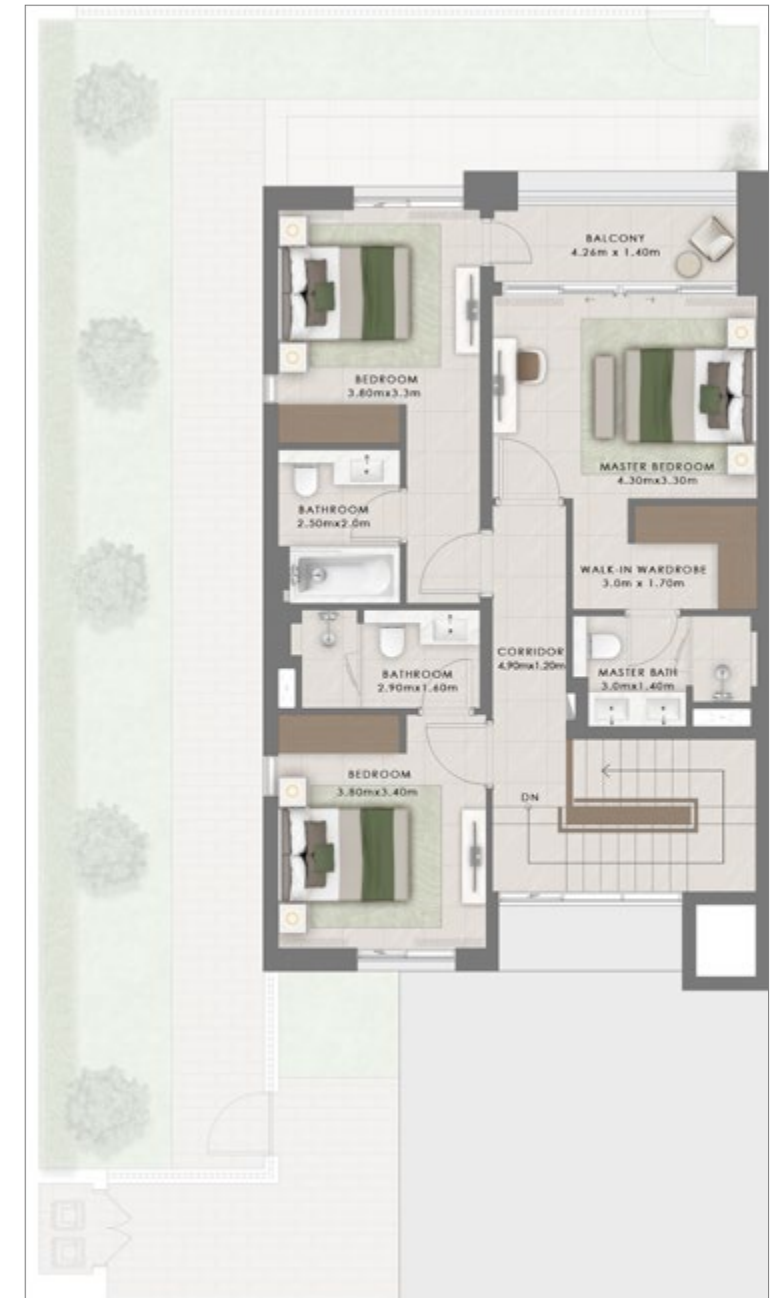 BALCONY
4.26m x 1.40m
BEDROOM
3.80mx3.3m
MASTER BEDROOM
4.30mx3.30m
BATHROOM
2.50mx2.0m
WALK-IN WARDROBE
3.0m x 1.70m
CORRIDOR
4.90mx1.20m
BATHROOM
2.90mx1.60m
MASTER BATH
3.0mx1.40m
BEDROOM
3.80mx3.40m
DN